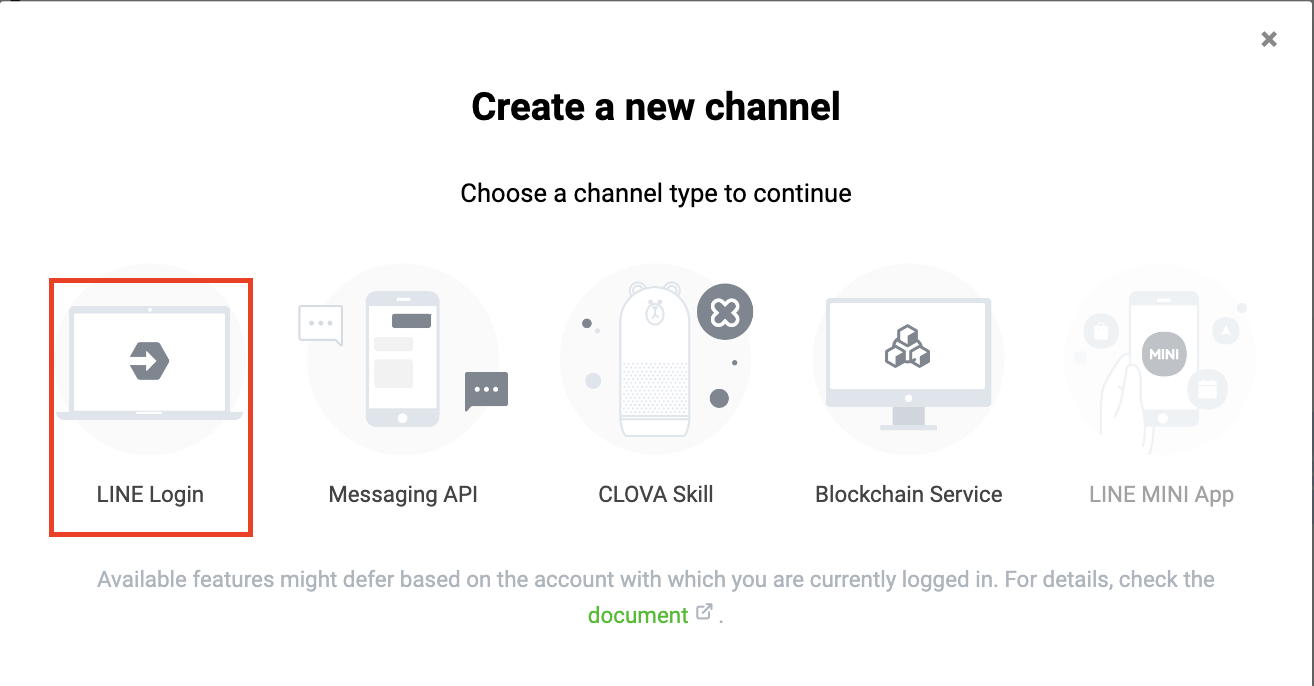 Create a new channel
Choose a channel type to continue
MINI
LINE Login
Messaging API
CLOVA Skill
Blockchain Service
LINE MINI App
Available features might defer based on the account with which you are currently logged in. For details, check the
document .